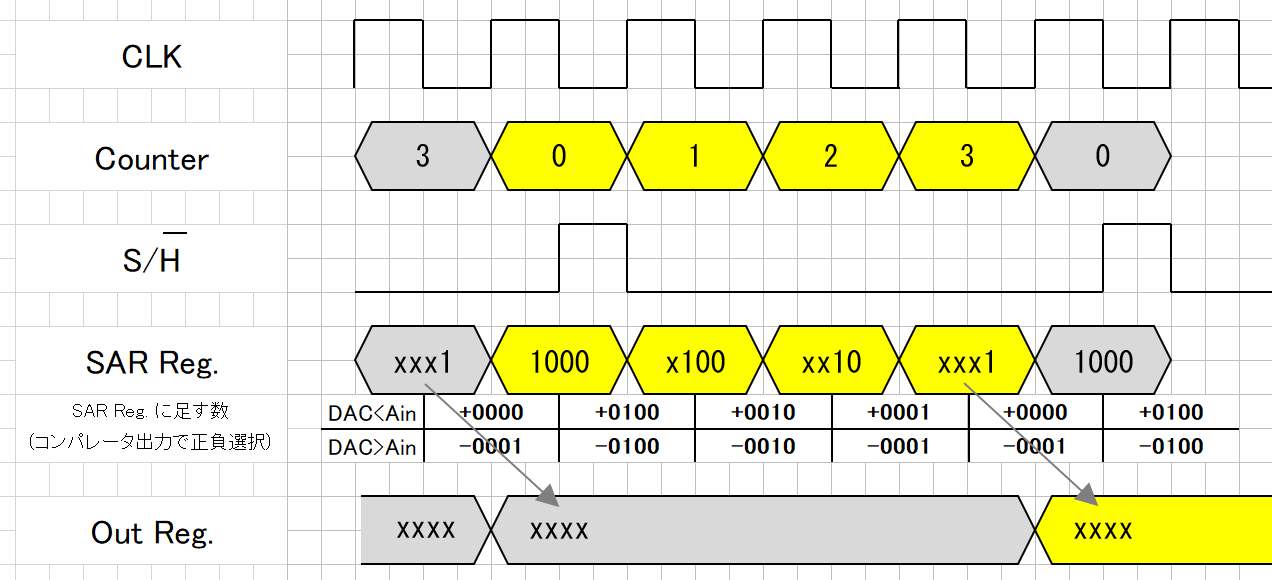 CLK
Counter
3 0 1 2 3 0
S/H
SAR Reg.
xxx1 1000 x100 xx10 xxx1 1000
SAR Reg. に足す数
(コンパレータ出力で正負選択)
DAC<Ain +0000 +0100 +0010 +0001 +0000 +0100
DAC>Ain -0001 -0100 -0010 -0001 -0001 -0100
Out Reg.
xxxx xxxx xxxx